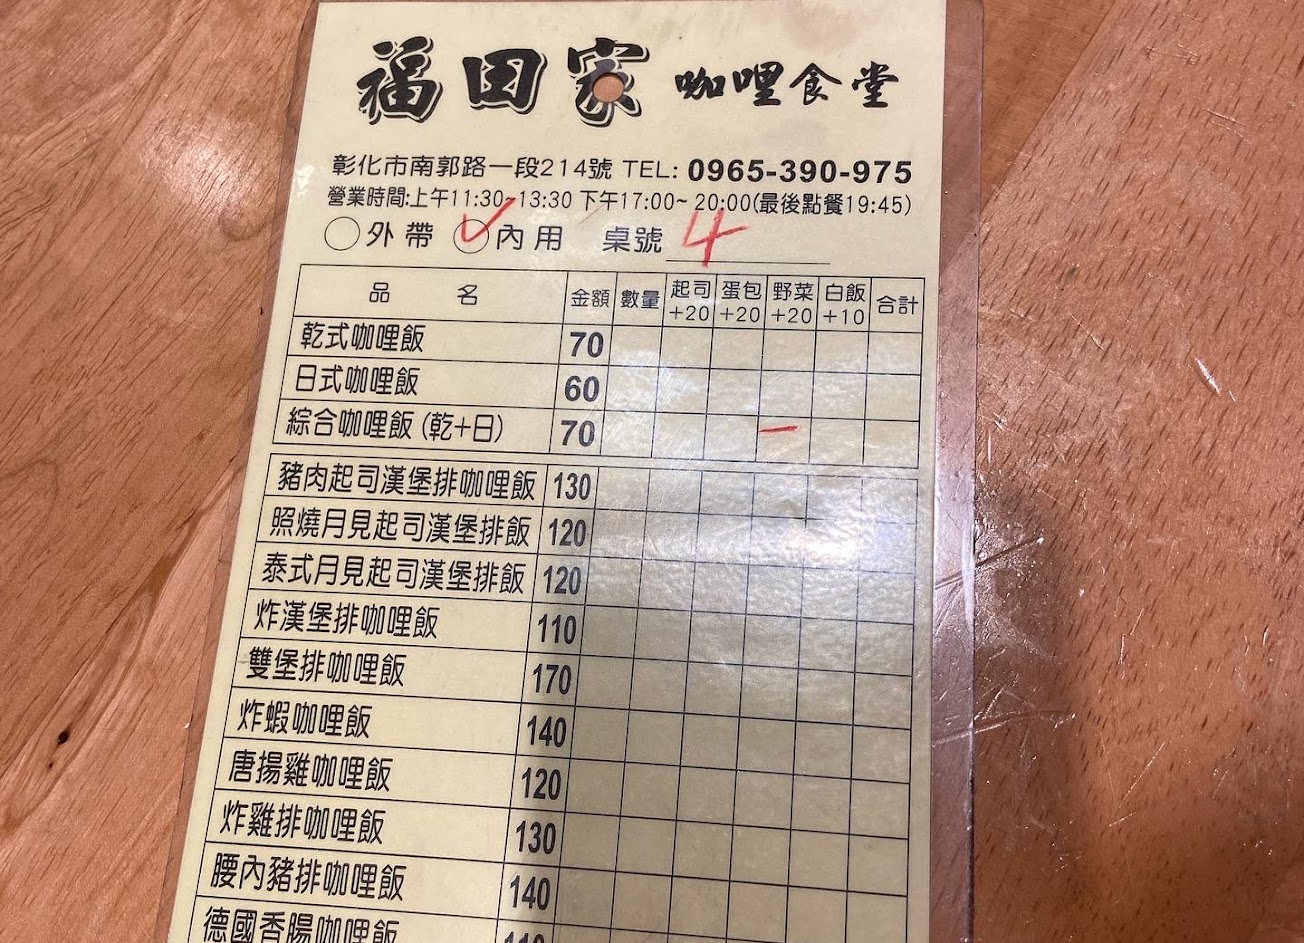 福田家 咖哩食堂
彰化市南郭路一段214號 TEL: 0965-390-975
營業時間:上午11:30-13:30 下午17:00~20:00(最後點餐19:45)
外帶 內用 桌號 4
品名 金額 數量 起司+20 蛋包+20 野菜+20 白飯+10 合計
乾式咖哩飯 70
日式咖哩飯 60
綜合咖哩飯(乾+日) 70 一
豬肉起司漢堡排咖哩飯 130
照燒月見起司漢堡排飯 120
泰式月見起司漢堡排飯 120
炸漢堡排咖哩飯 110
雙堡排咖哩飯 170
炸蝦咖哩飯 140
唐揚雞咖哩飯 120
炸雞排咖哩飯 130
腰內豬排咖哩飯 140
德國香腸咖哩飯 110